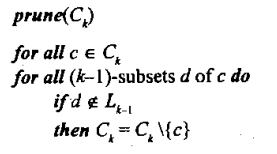 prune(Cₖ)
for all c ∈ Cₖ
for all (k–1)-subsets d of c do
if d ∉ Lₖ₋₁
then Cₖ = Cₖ \{c}